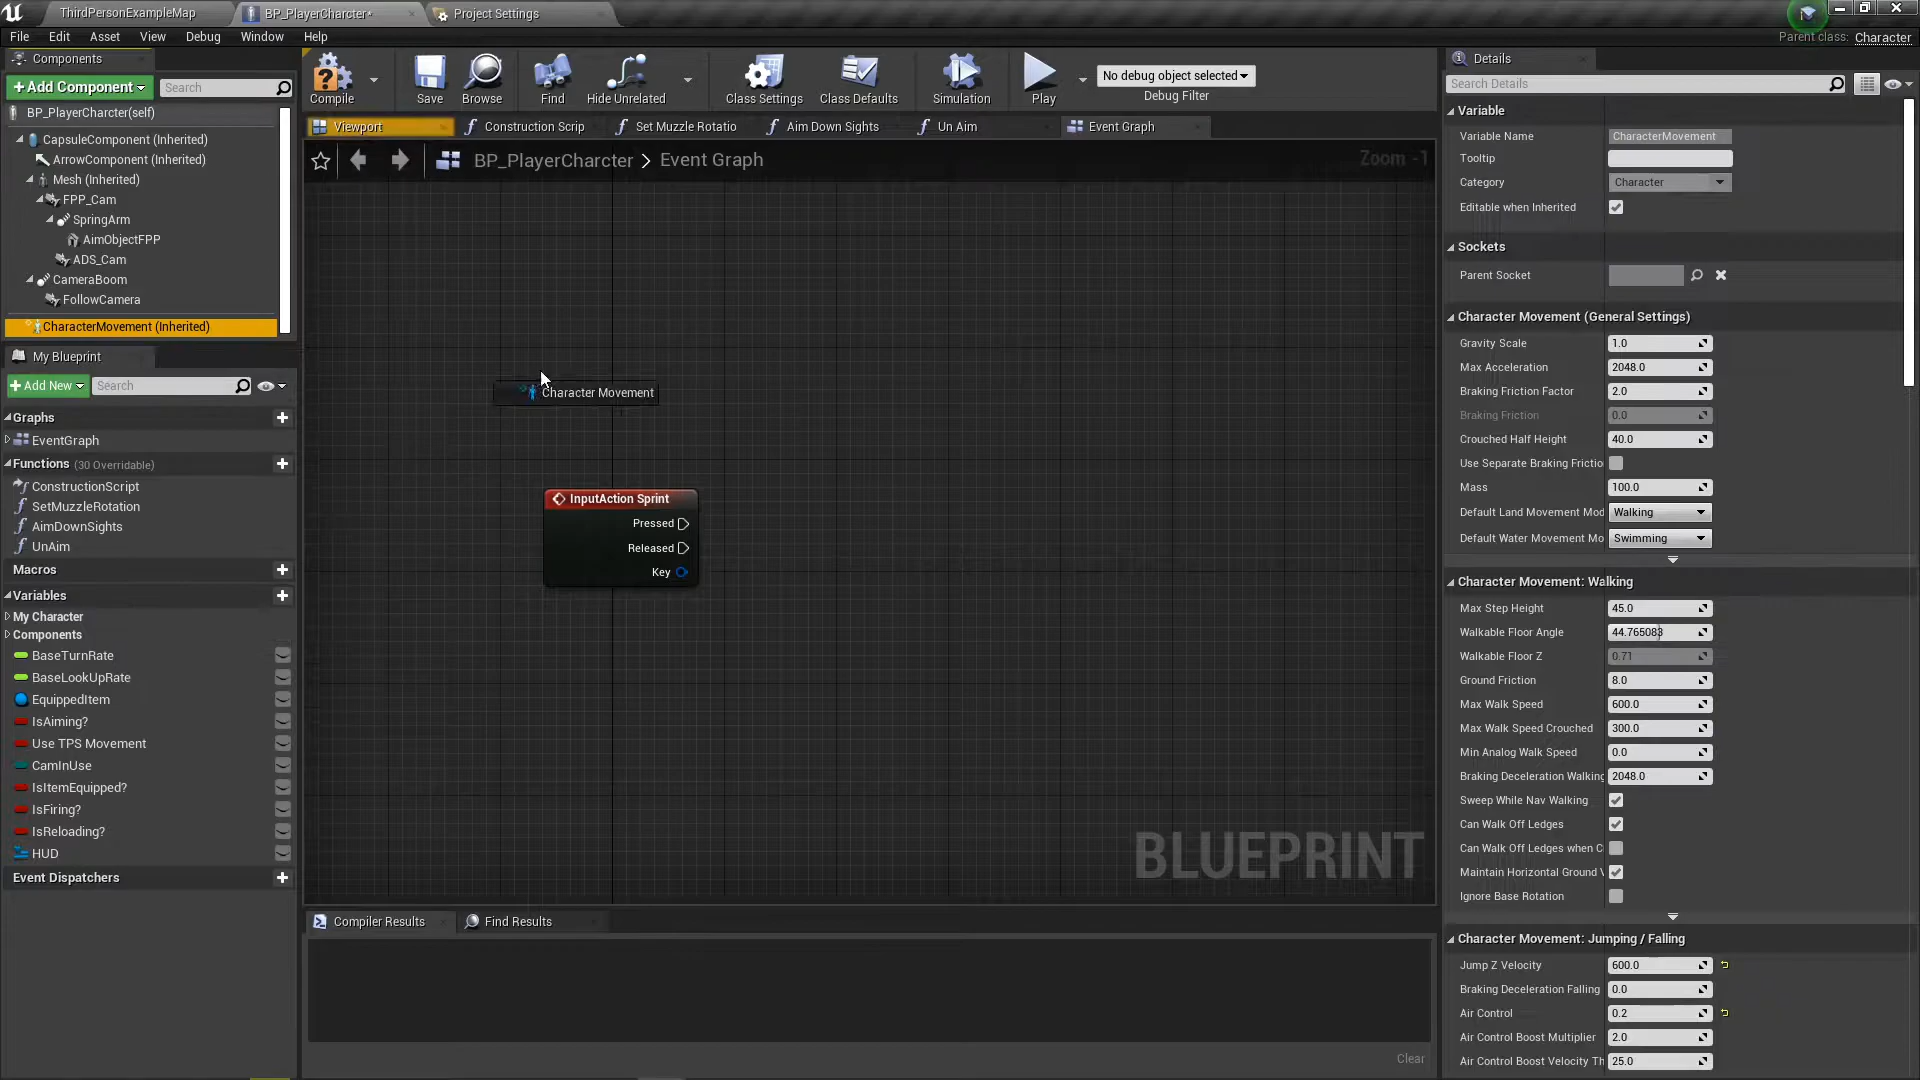 ThirdPersonExampleMap
BP_PlayerCharcter*
Project Settings
File Edit Asset View Debug Window Help
Parent class: Character
Components
+Add Component
Search
BP_PlayerCharcter(self)
CapsuleComponent (Inherited)
ArrowComponent (Inherited)
Mesh (Inherited)
FPP_Cam
SpringArm
AimObjectFPP
ADS_Cam
CameraBoom
FollowCamera
CharacterMovement (Inherited)
My Blueprint
+Add New
Search
Graphs
EventGraph
Functions (30 Overridable)
ConstructionScript
SetMuzzleRotation
AimDownSights
UnAim
Macros
Variables
My Character
Components
BaseTurnRate
BaseLookUpRate
EquippedItem
IsAiming?
Use TPS Movement
CamInUse
IsItemEquipped?
IsFiring?
IsReloading?
HUD
Event Dispatchers
Compile
Save
Browse
Find
Hide Unrelated
Class Settings
Class Defaults
Simulation
Play
No debug object selected
Debug Filter
Viewport
Construction Scrip
Set Muzzle Rotatio
Aim Down Sights
Un Aim
Event Graph
BP_PlayerCharcter > Event Graph
Zoom -1
Character Movement
InputAction Sprint
Pressed
Released
Key
BLUEPRINT
Compiler Results
Find Results
Clear
Details
Search Details
Variable
Variable Name CharacterMovement
Tooltip
Category Character
Editable when Inherited
Sockets
Parent Socket
Character Movement (General Settings)
Gravity Scale 1.0
Max Acceleration 2048.0
Braking Friction Factor 2.0
Braking Friction 0.0
Crouched Half Height 40.0
Use Separate Braking Frictio
Mass 100.0
Default Land Movement Mod Walking
Default Water Movement Mo Swimming
Character Movement: Walking
Max Step Height 45.0
Walkable Floor Angle 44.765083
Walkable Floor Z 0.71
Ground Friction 8.0
Max Walk Speed 600.0
Max Walk Speed Crouched 300.0
Min Analog Walk Speed 0.0
Braking Deceleration Walking 2048.0
Sweep While Nav Walking
Can Walk Off Ledges
Can Walk Off Ledges when C
Maintain Horizontal Ground V
Ignore Base Rotation
Character Movement: Jumping / Falling
Jump Z Velocity 600.0
Braking Deceleration Falling 0.0
Air Control 0.2
Air Control Boost Multiplier 2.0
Air Control Boost Velocity Th 25.0